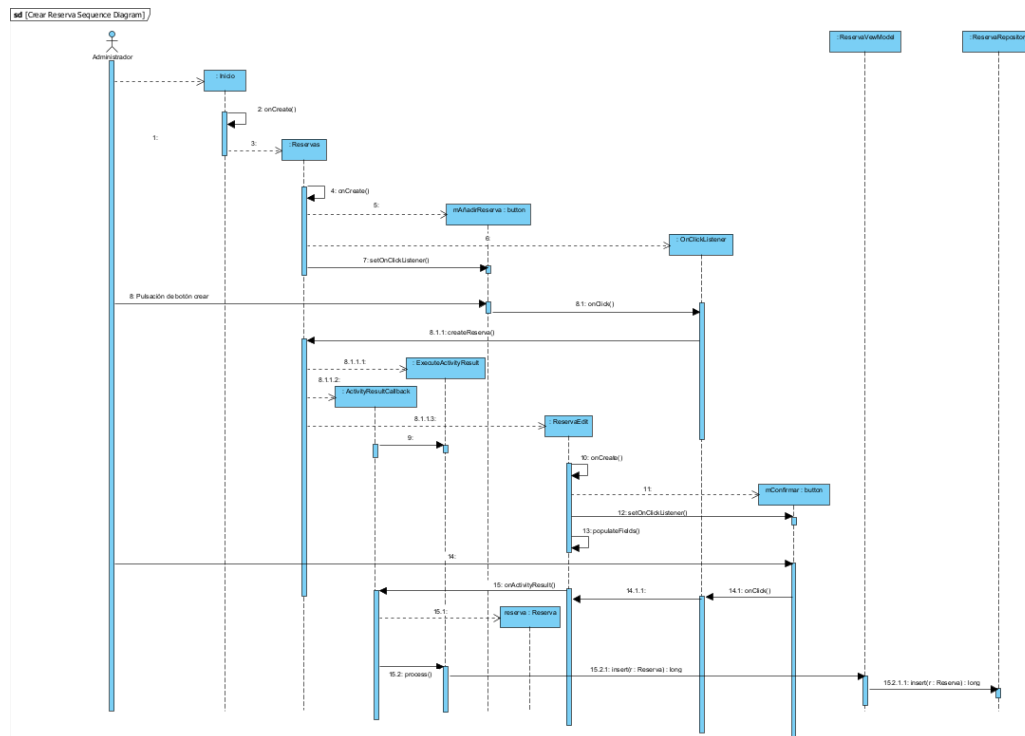 sd [Crear Reserva Sequence Diagram]
: ReservaViewModel
: ReservaRepositor
Administrador
: Inicio
2: onCreate()
1:
3:
: Reservas
4: onCreate()
5:
mAñadirReserva : button
6:
: OnClickListener
7: setOnClickListener()
8: Pulsación de botón crear
8.1: onClick()
8.1.1: createReserva()
8.1.1.1:
: ExecuteActivityResult
8.1.1.2:
: ActivityResultCallback
8.1.1.3:
: ReservaEdit
9:
10: onCreate()
11:
mConfirmar : button
12: setOnClickListener()
13: populateFields()
14:
15: onActivityResult()
14.1.1:
14.1: onClick()
15.1:
reserva : Reserva
15.2: process()
15.2.1: insert(r : Reserva) : long
15.2.1.1: insert(r : Reserva) : long